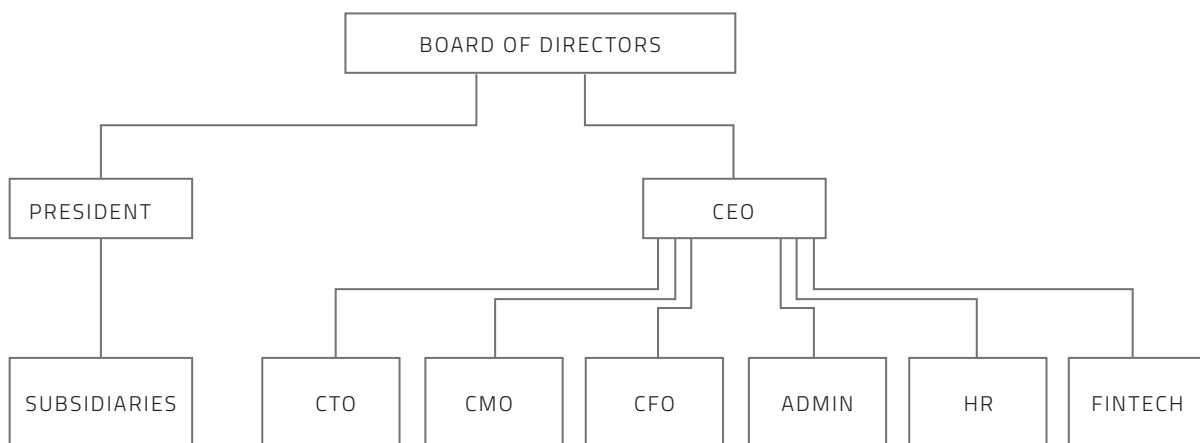 BOARD OF DIRECTORS
PRESIDENT
CEO
SUBSIDIARIES
CTO
CMO
CFO
ADMIN
HR
FINTECH